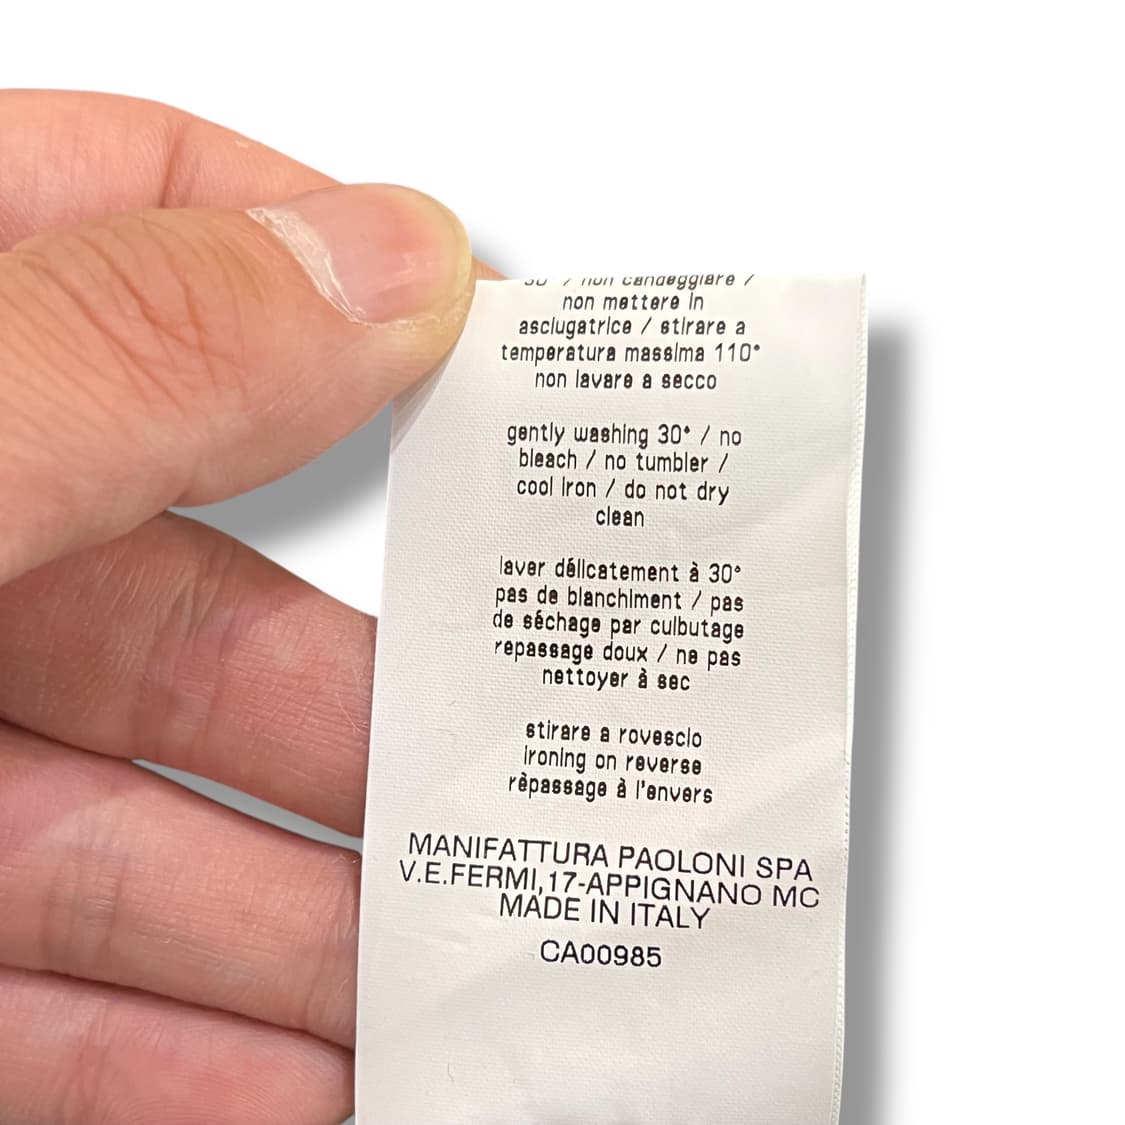 30° / non candeggiare /
non mettere in
asciugatrice / stirare a
temperatura massima 110°
non lavare a secco
gently washing 30° / no
bleach / no tumbler /
cool iron / do not dry
clean
laver délicatement à 30°
pas de blanchiment / pas
de séchage par culbutage
repassage doux / ne pas
nettoyer à sec
stirare a rovescio
ironing on reverse
rèpassage à l'envers
MANIFATTURA PAOLONI SPA
V.E.FERMI,17-APPIGNANO MC
MADE IN ITALY
CA00985